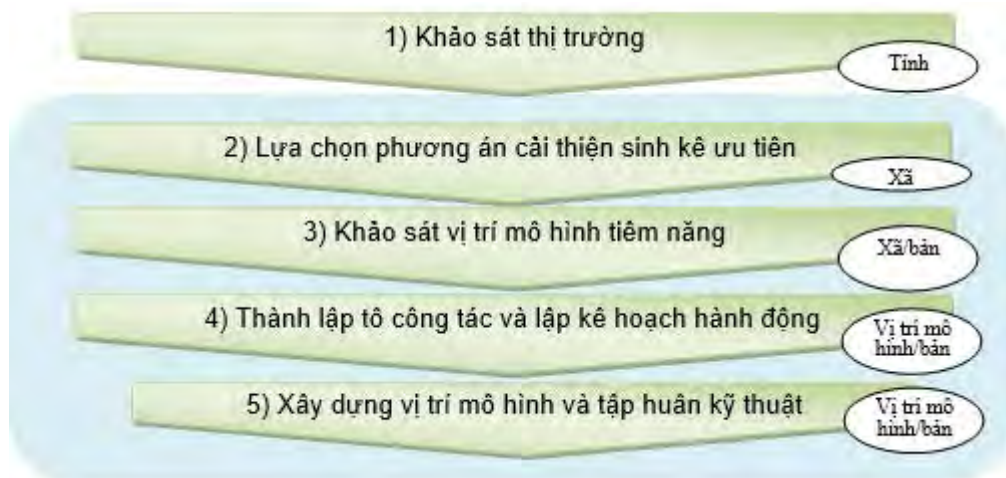 1) Khảo sát thị trường
Tỉnh
2) Lựa chọn phương án cải thiện sinh kế ưu tiên
Xã
3) Khảo sát vị trí mô hình tiềm năng
Xã/bản
4) Thành lập tổ công tác và lập kế hoạch hành động
Vị trí mô
hình/bản
5) Xây dựng vị trí mô hình và tập huấn kỹ thuật
Vị trí mô
hình/bản